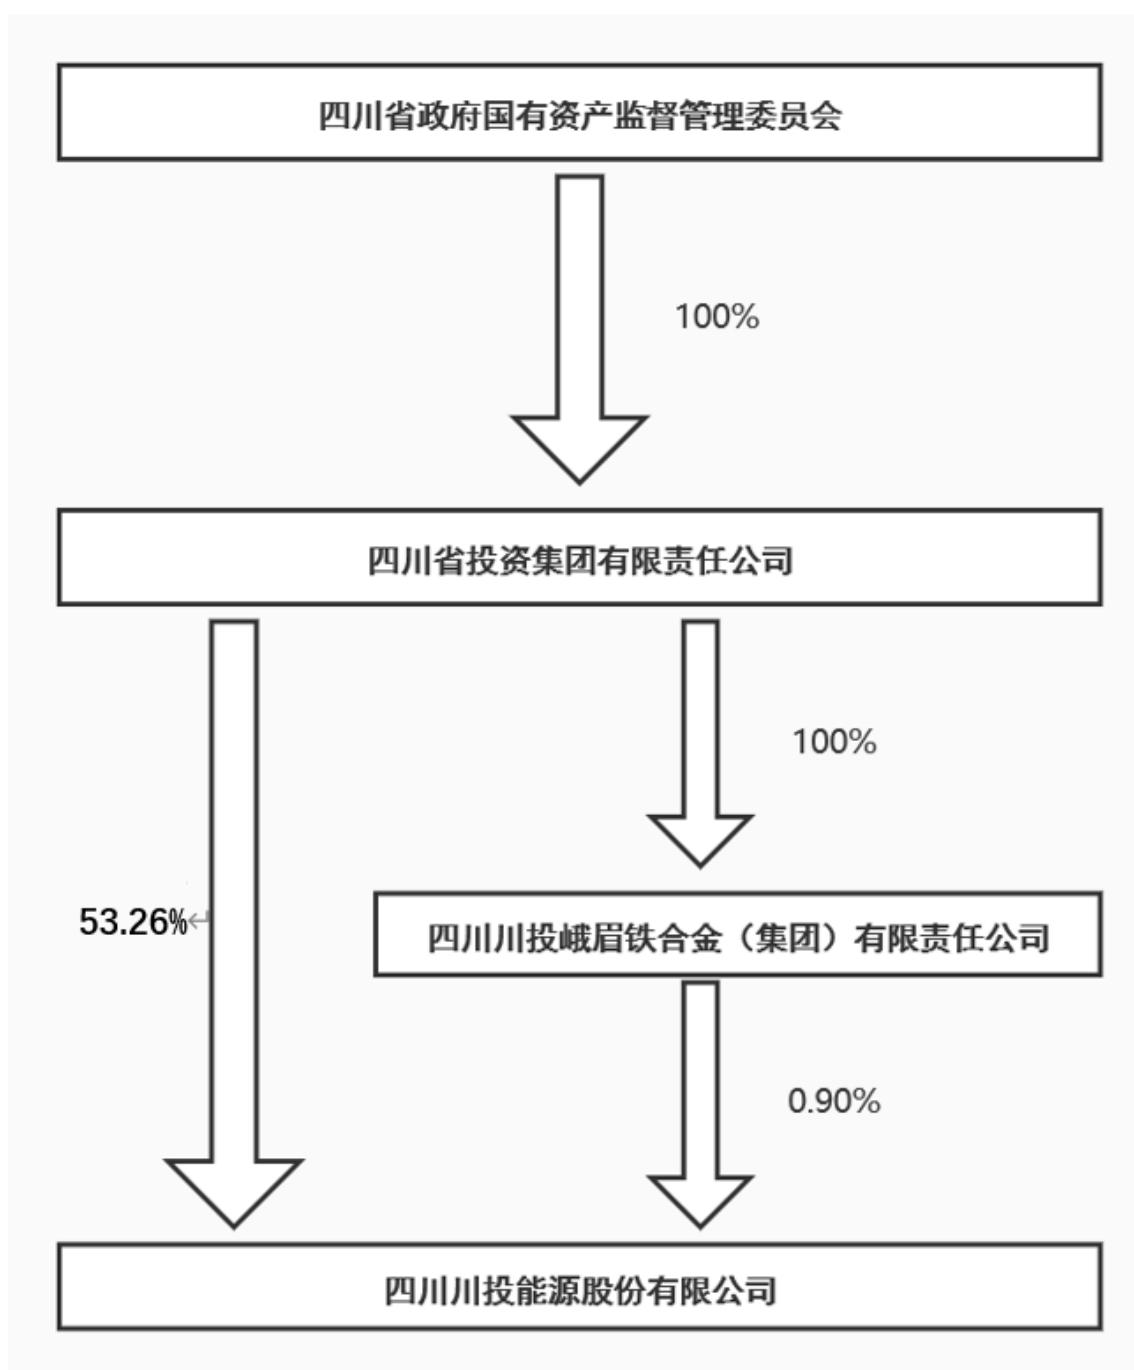 四川省政府国有资产监督管理委员会
100%
四川省投资集团有限责任公司
100%
53.26%↵
四川川投峨眉铁合金（集团）有限责任公司
0.90%
四川川投能源股份有限公司